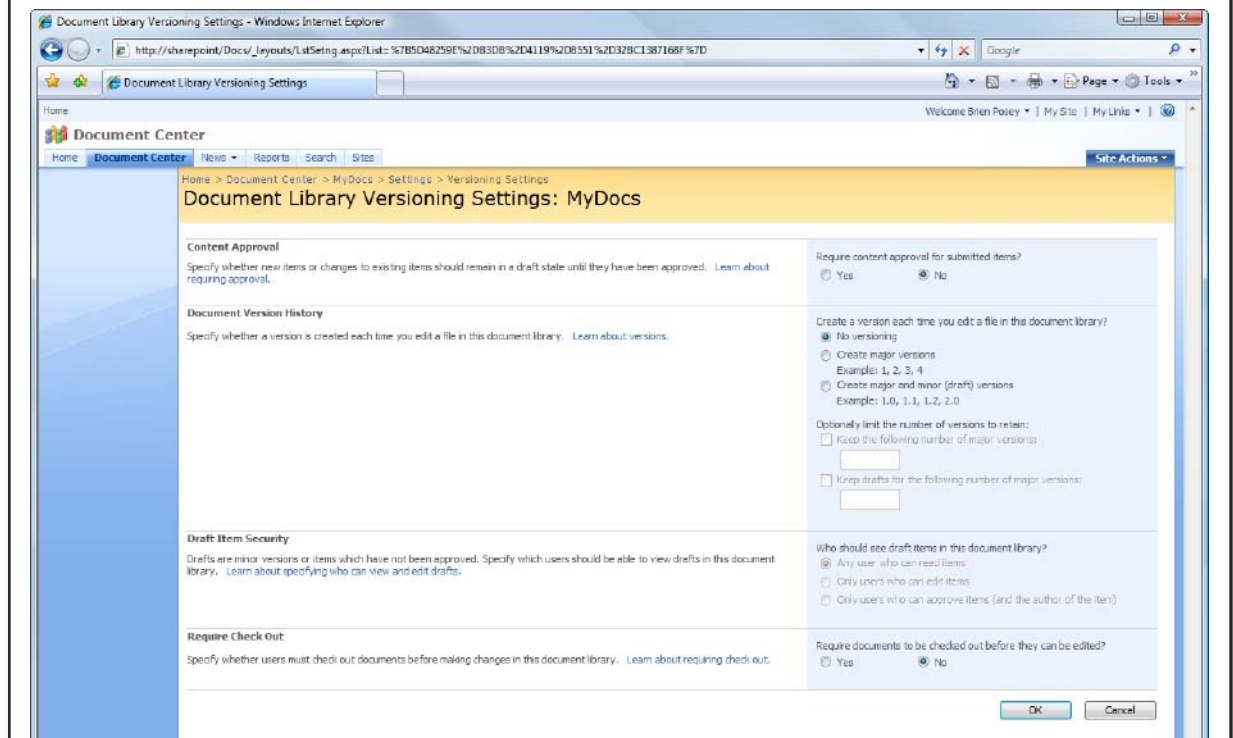 Document Library Versioning Settings - Windows Internet Explorer
http://sharepoint/Docs/_layouts/LstSetng.aspx?List=%7B5D48259E%2DB3DB%2D4119%2D8551%2D328C1387168F%7D
Google
Document Library Versioning Settings
Page
Tools
Home
Welcome Brien Posey | My Site | My Links |
Document Center
Home Document Center News Reports Search Sites
Site Actions
Home > Document Center > MyDocs > Settings > Versioning Settings
Document Library Versioning Settings: MyDocs
Content Approval
Specify whether new items or changes to existing items should remain in a draft state until they have been approved. Learn about
requiring approval.
Require content approval for submitted items?
Yes No
Document Version History
Specify whether a version is created each time you edit a file in this document library. Learn about versions.
Create a version each time you edit a file in this document library?
No versioning
Create major versions
Example: 1, 2, 3, 4
Create major and minor (draft) versions
Example: 1.0, 1.1, 1.2, 2.0
Optionally limit the number of versions to retain:
Keep the following number of major versions:
Keep drafts for the following number of major versions:
Draft Item Security
Drafts are minor versions or items which have not been approved. Specify which users should be able to view drafts in this document
library. Learn about specifying who can view and edit drafts.
Who should see draft items in this document library?
Any user who can read items
Only users who can edit items
Only users who can approve items (and the author of the item)
Require Check Out
Specify whether users must check out documents before making changes in this document library. Learn about requiring check out.
Require documents to be checked out before they can be edited?
Yes No
OK Cancel